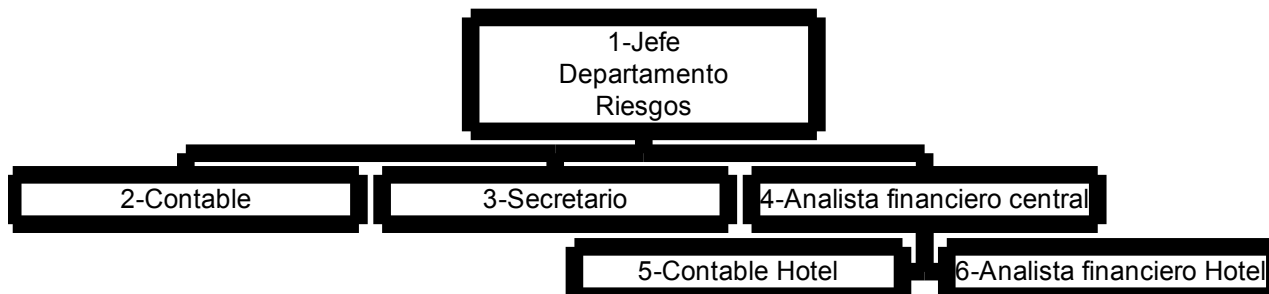 1-Jefe
Departamento
Riesgos
2-Contable
3-Secretario
4-Analista financiero central
5-Contable Hotel
6-Analista financiero Hotel